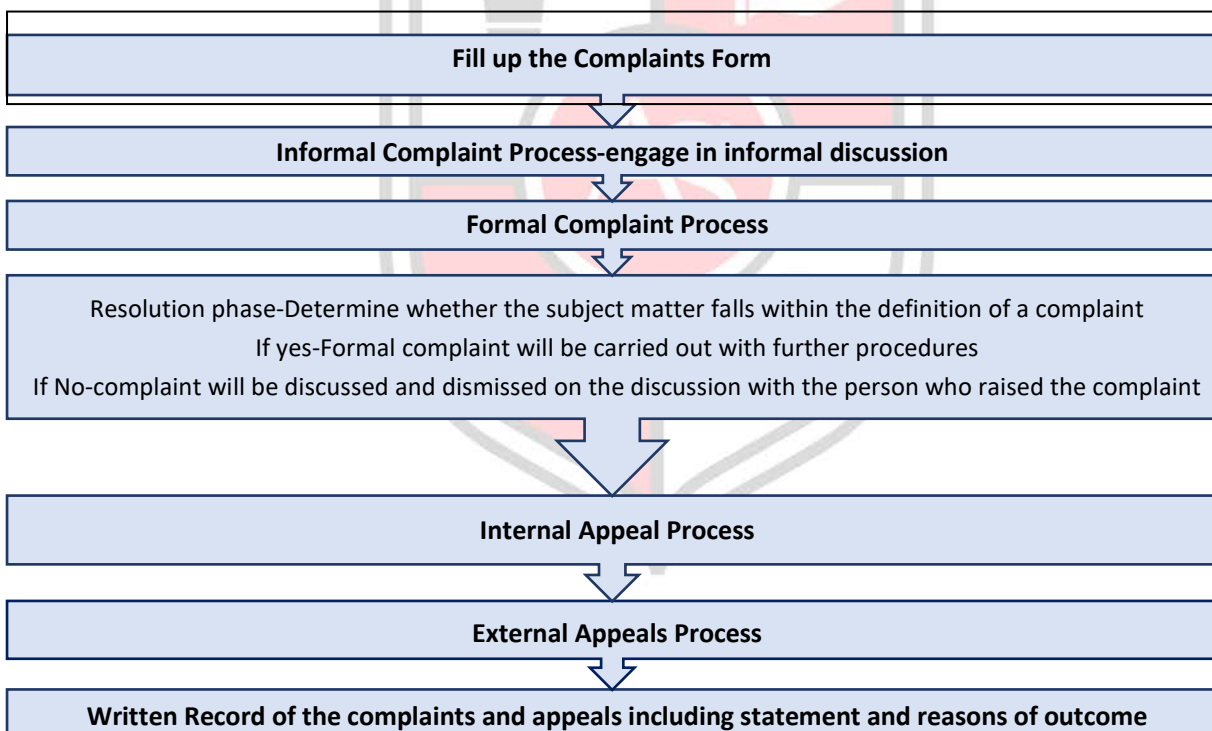 Fill up the Complaints Form
Informal Complaint Process-engage in informal discussion
Formal Complaint Process
Resolution phase-Determine whether the subject matter falls within the definition of a complaint
If yes-Formal complaint will be carried out with further procedures
If No-complaint will be discussed and dismissed on the discussion with the person who raised the complaint
Internal Appeal Process
External Appeals Process
Written Record of the complaints and appeals including statement and reasons of outcome